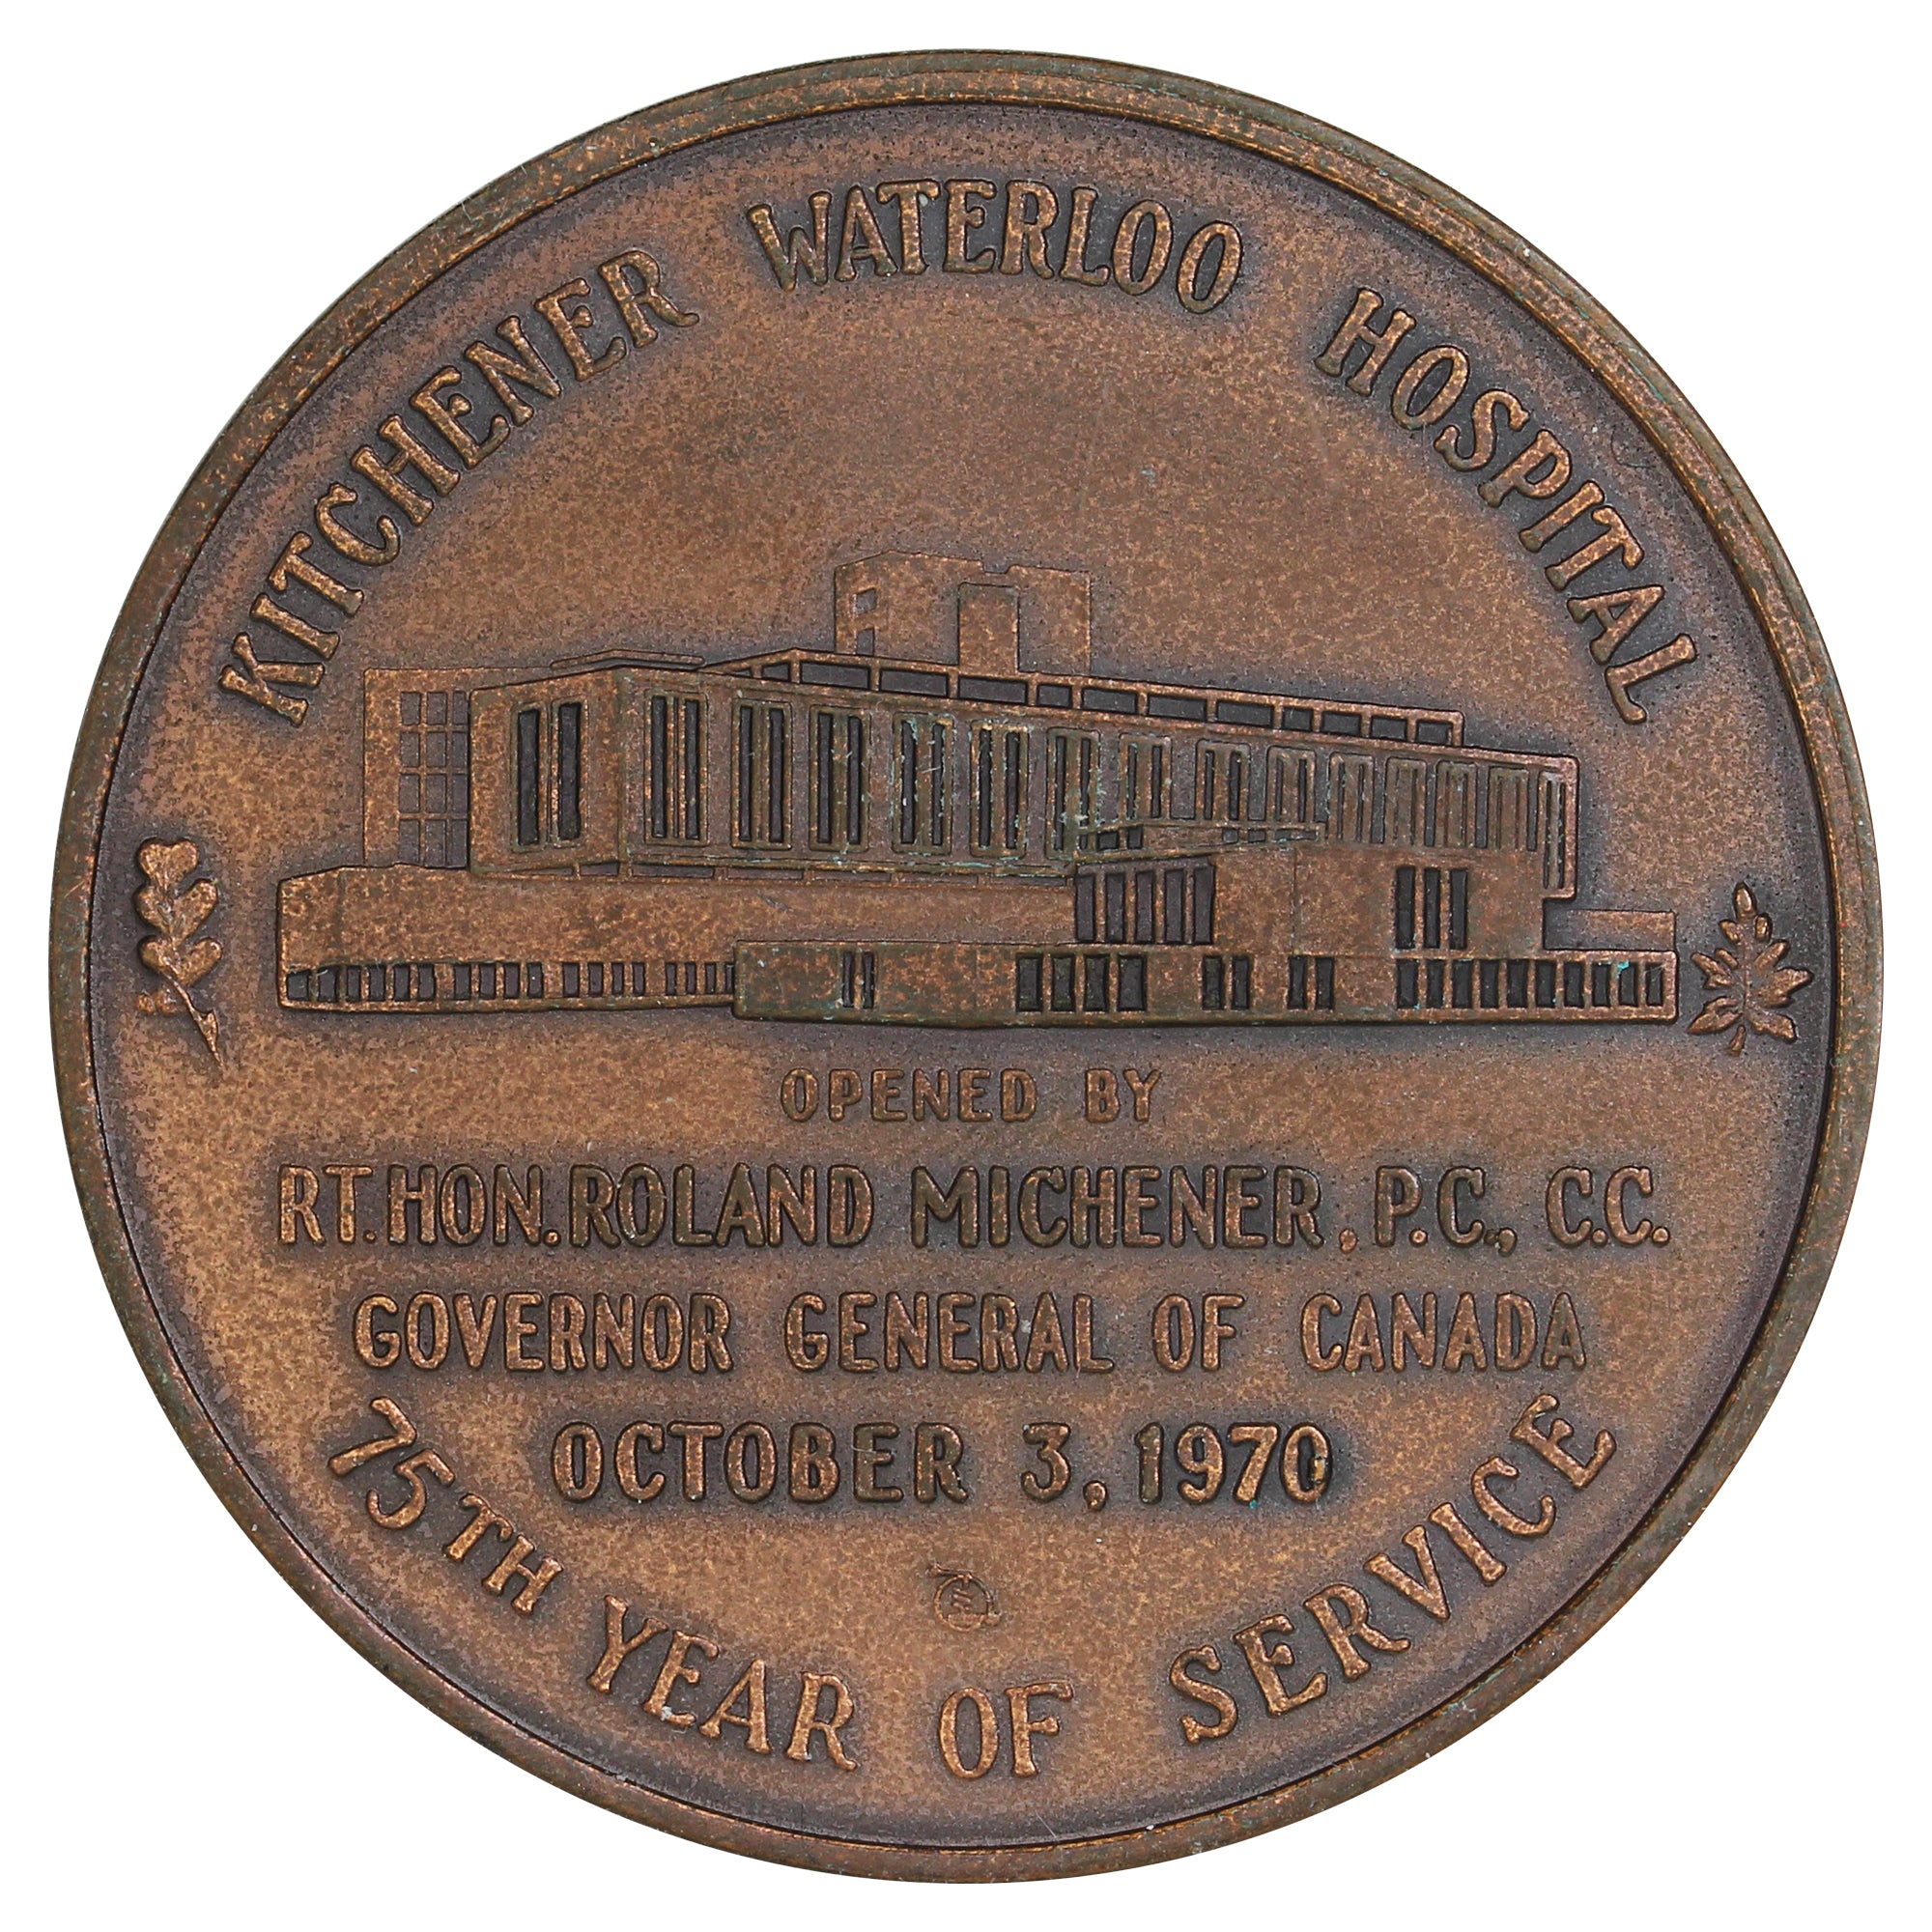 KITCHENER WATERLOO HOSPITAL
OPENED BY
RT. HON. ROLAND MICHENER, P.C., C.C.
GOVERNOR GENERAL OF CANADA
OCTOBER 3, 1970
75TH YEAR OF SERVICE